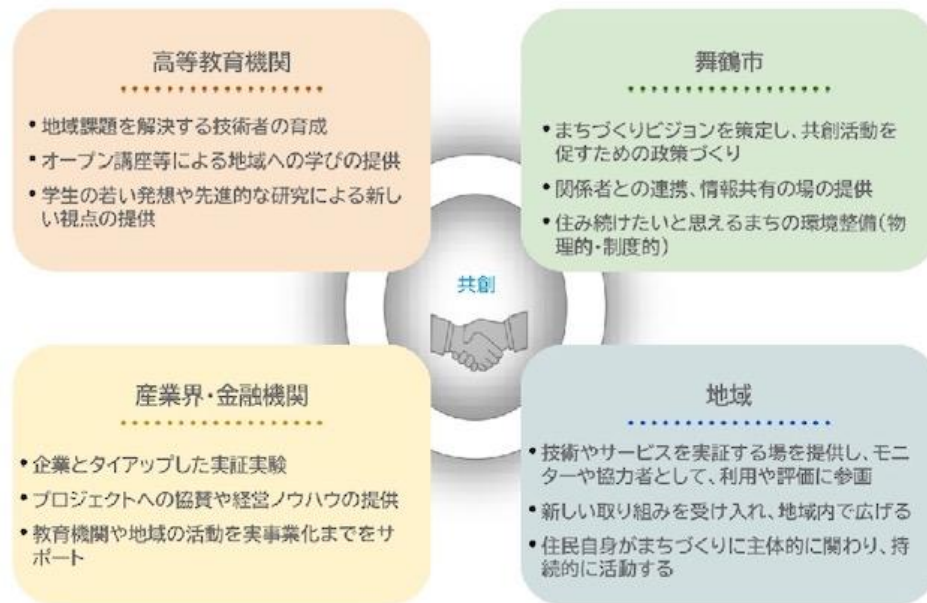 高等教育機関
• 地域課題を解決する技術者の育成
• オープン講座等による地域への学びの提供
• 学生の若い発想や先進的な研究による新し
い視点の提供
舞鶴市
• まちづくりビジョンを策定し、共創活動を
促すための政策づくり
• 関係者との連携、情報共有の場の提供
• 住み続けたいと思えるまちの環境整備(物
理的・制度的)
共創
産業界・金融機関
• 企業とタイアップした実証実験
• プロジェクトへの協賛や経営ノウハウの提供
• 教育機関や地域の活動を実事業化までをサ
ポート
地域
• 技術やサービスを実証する場を提供し、モニ
ターや協力者として、利用や評価に参画
• 新しい取り組みを受け入れ、地域内で広げる
• 住民自身がまちづくりに主体的に関わり、持
続的に活動する